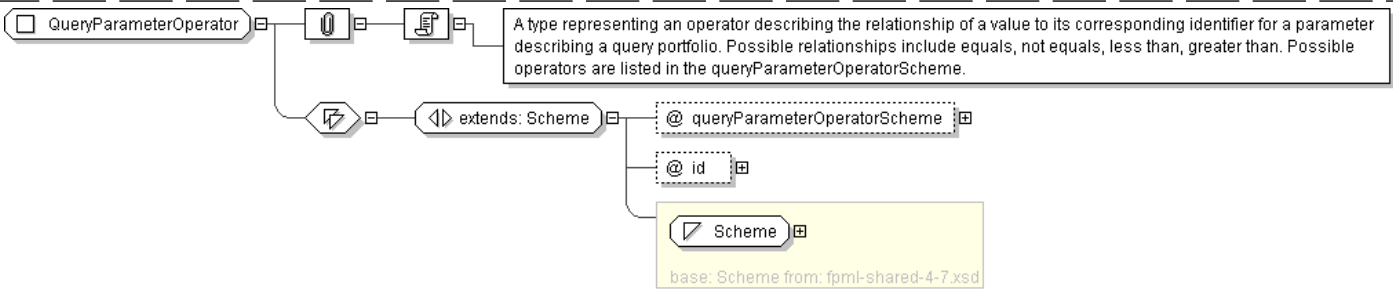 QueryParameterOperator
A type representing an operator describing the relationship of a value to its corresponding identifier for a parameter
describing a query portfolio. Possible relationships include equals, not equals, less than, greater than. Possible
operators are listed in the queryParameterOperatorScheme.
extends: Scheme
@ queryParameterOperatorScheme
@ id
Scheme
base: Scheme from: fpml-shared-4-7.xsd